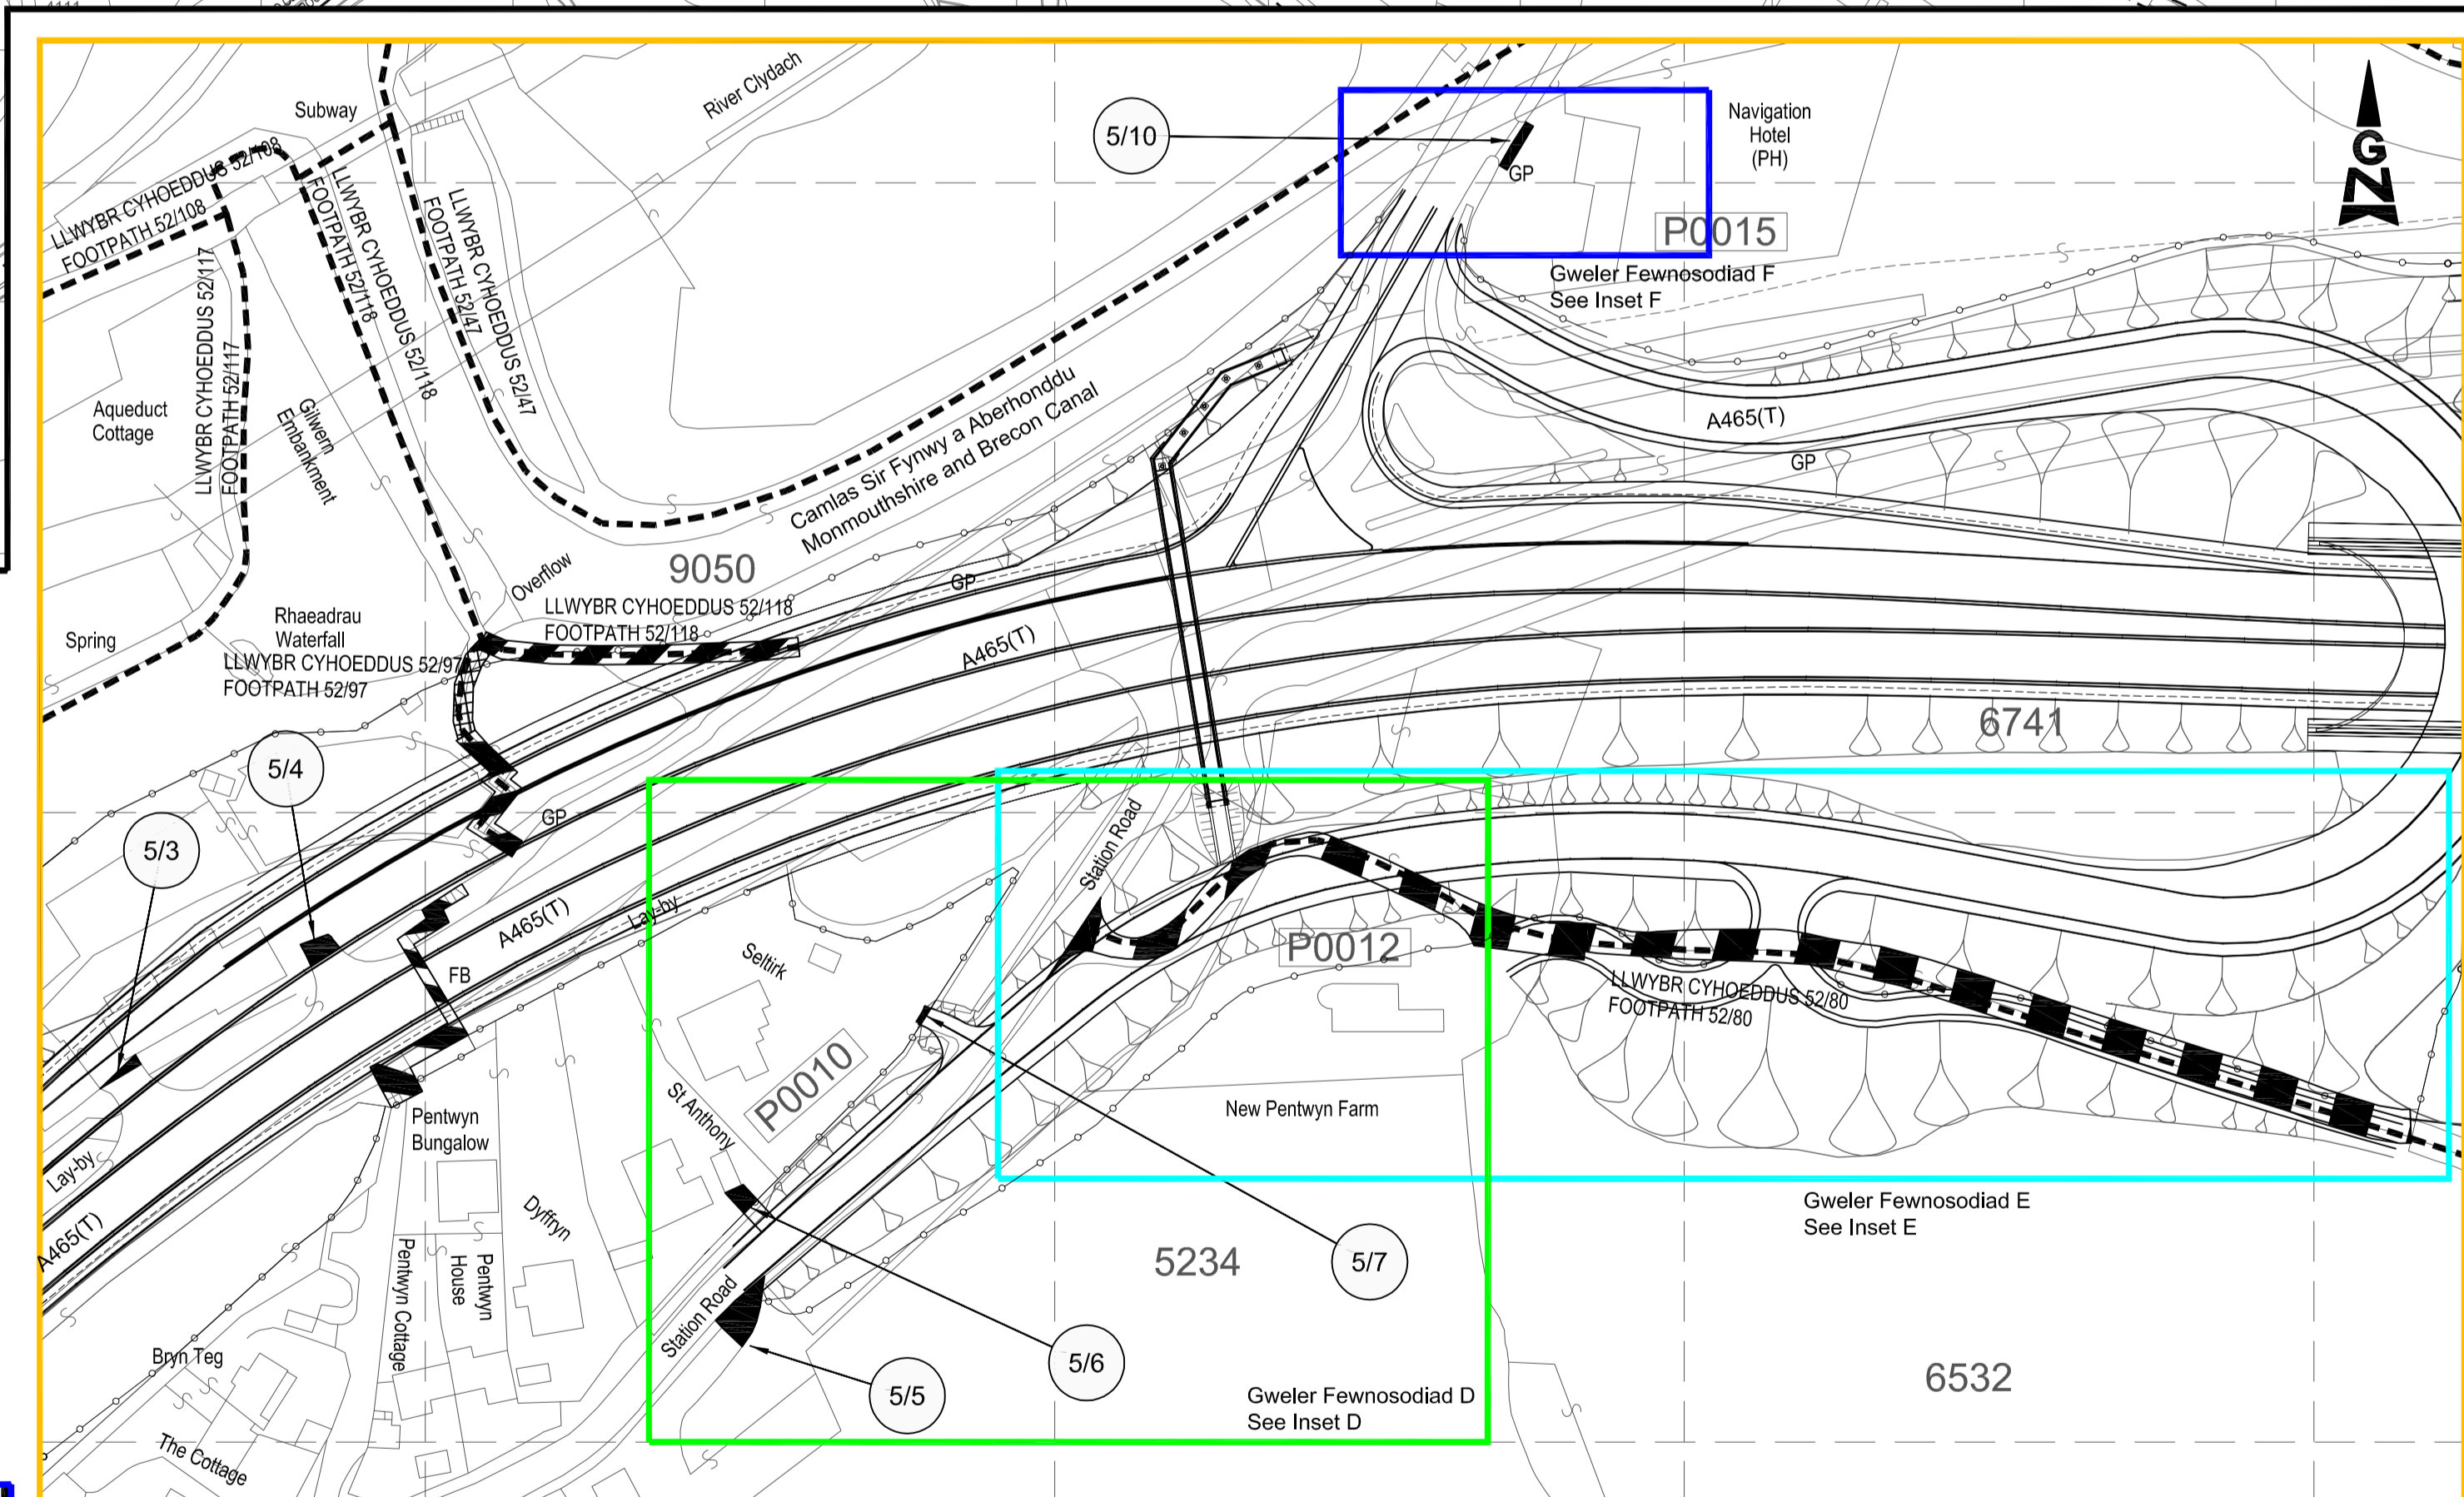 Subway
River Clydach
5/10
GP
Navigation
Hotel
(PH)
GN
P0015
Gweler Fewnosodiad F
See Inset F
LLWYBR CYHOEDDUS 52/108
FOOTPATH 52/108
LLWYBR CYHOEDDUS 52/118
FOOTPATH 52/118
LLWYBR CYHOEDDUS 52/47
FOOTPATH 52/47
LLWYBR CYHOEDDUS 52/117
FOOTPATH 52/117
Aqueduct
Cottage
Gilwern
Embankment
Camlas Sir Fynwy a Aberhonddu
Monmouthshire and Brecon Canal
A465(T)
GP
Overflow
9050
GP
LLWYBR CYHOEDDUS 52/118
FOOTPATH 52/118
Rhaeadrau
Waterfall
Spring
LLWYBR CYHOEDDUS 52/97
FOOTPATH 52/97
A465(T)
6741
5/4
5/3
GP
Station Road
A465(T)
Lay-by
FB
Seltirk
P0012
LLWYBR CYHOEDDUS 52/80
FOOTPATH 52/80
P0010
St Anthony
New Pentwyn Farm
Pentwyn
Bungalow
Lay-by
A465(T)
Dyffryn
Pentwyn
House
Pentwyn Cottage
Gweler Fewnosodiad E
See Inset E
5234
5/7
Station Road
5/6
5/5
Bryn Teg
The Cottage
Gweler Fewnosodiad D
See Inset D
6532